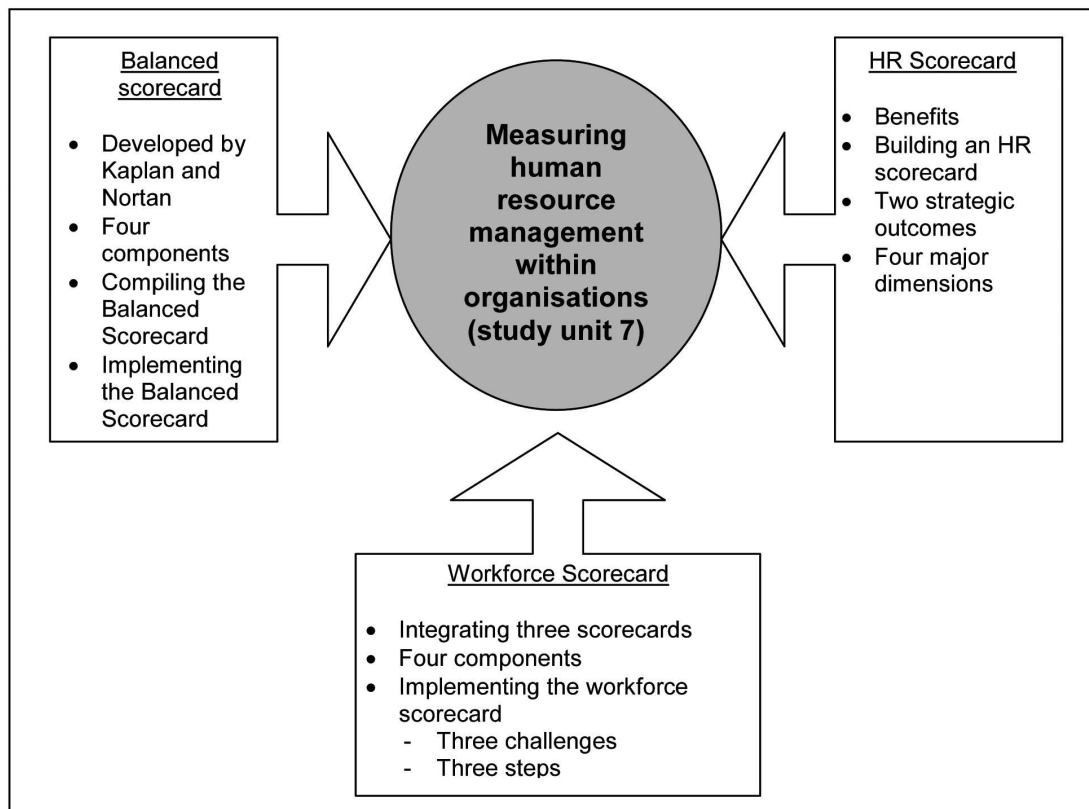 Balanced
scorecard
• Developed by
Kaplan and
Nortan
• Four
components
• Compiling the
Balanced
Scorecard
• Implementing
the Balanced
Scorecard
Measuring
human
resource
management
within
organisations
(study unit 7)
HR Scorecard
• Benefits
• Building an HR
scorecard
• Two strategic
outcomes
• Four major
dimensions
Workforce Scorecard
• Integrating three scorecards
• Four components
• Implementing the workforce
scorecard
- Three challenges
- Three steps